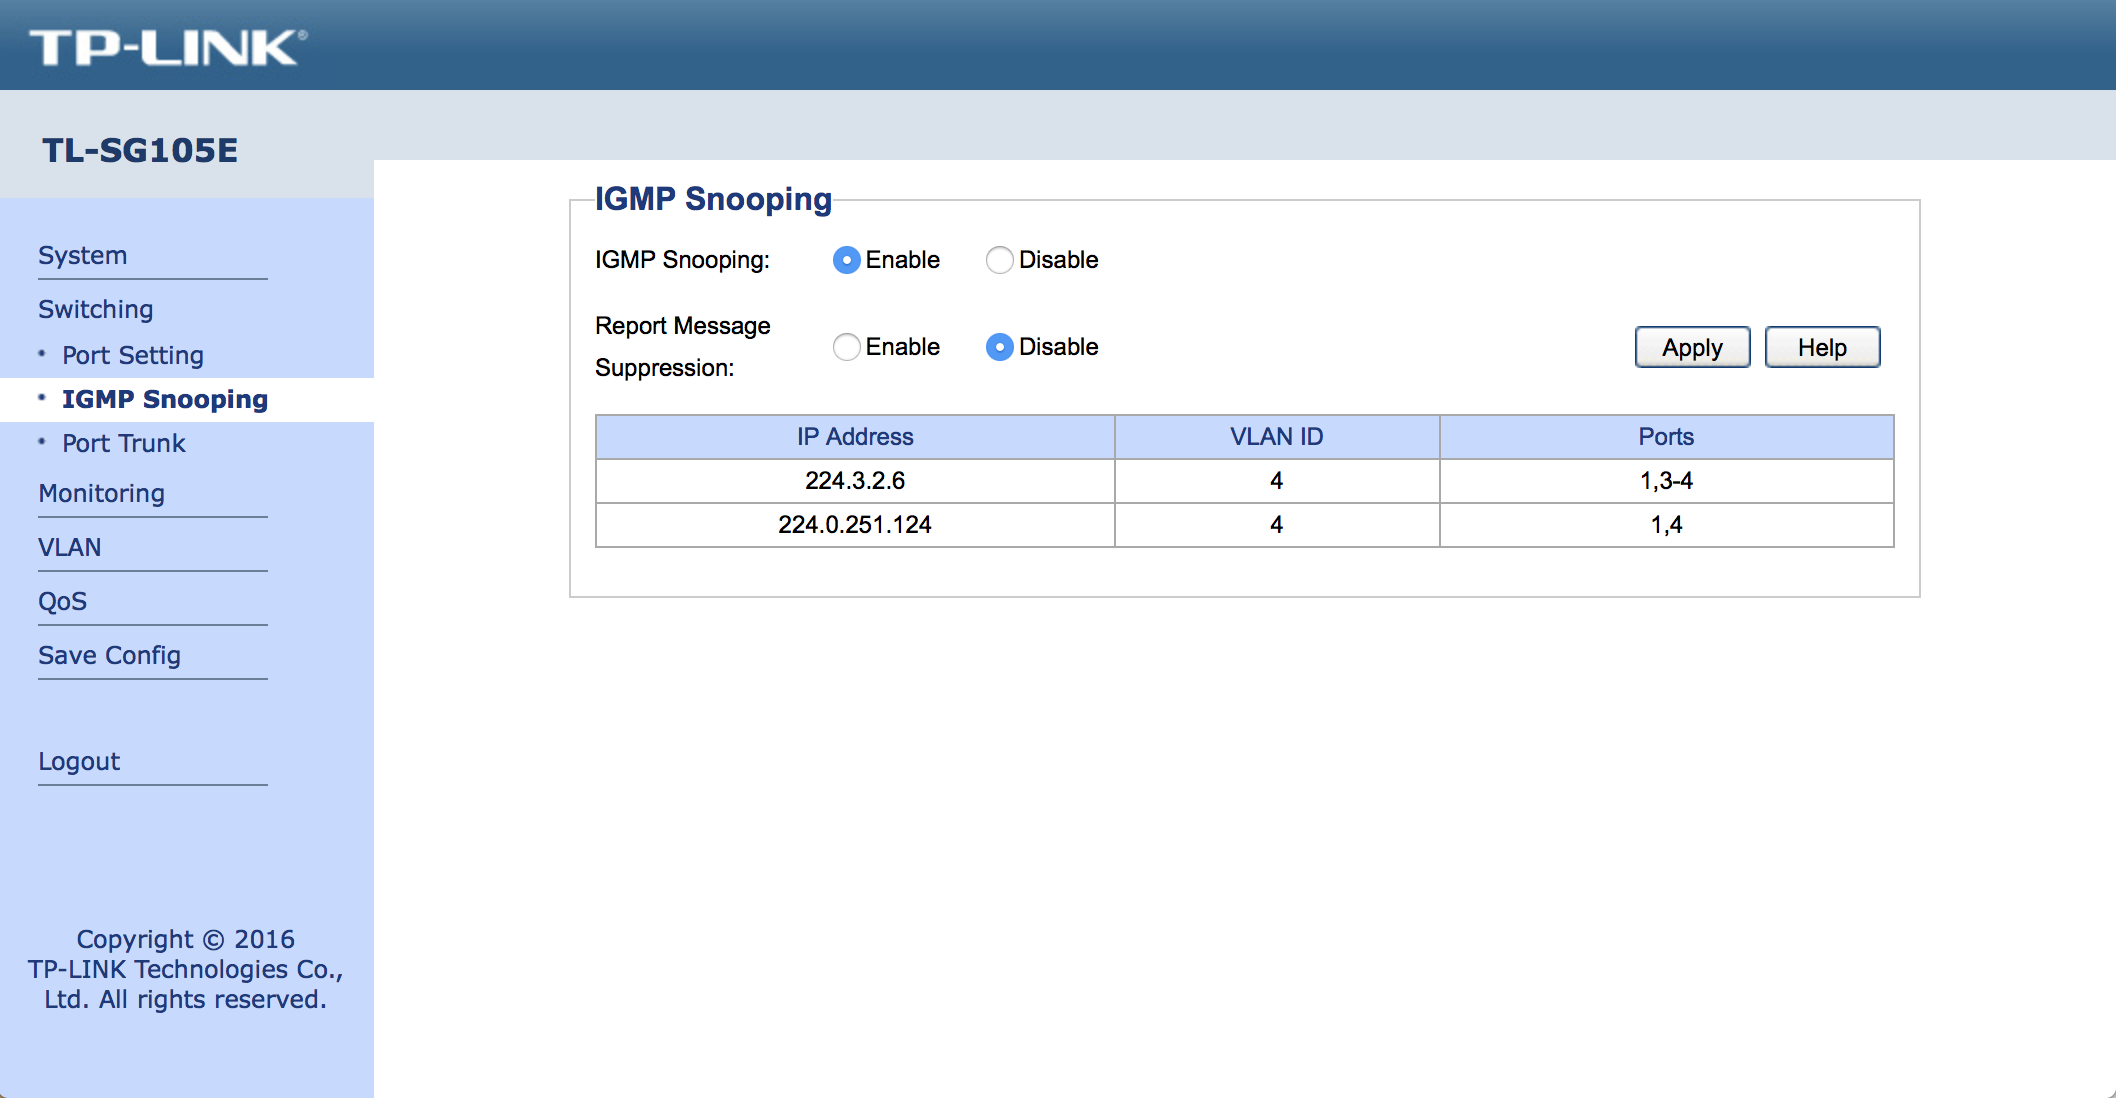 TP-LINK®
TL-SG105E
System
Switching
• Port Setting
• IGMP Snooping
• Port Trunk
Monitoring
VLAN
QoS
Save Config
Logout
Copyright © 2016
TP-LINK Technologies Co.,
Ltd. All rights reserved.
IGMP Snooping
IGMP Snooping: Enable Disable
Report Message
Suppression: Enable Disable Apply Help
IP Address VLAN ID Ports
224.3.2.6 4 1,3-4
224.0.251.124 4 1,4